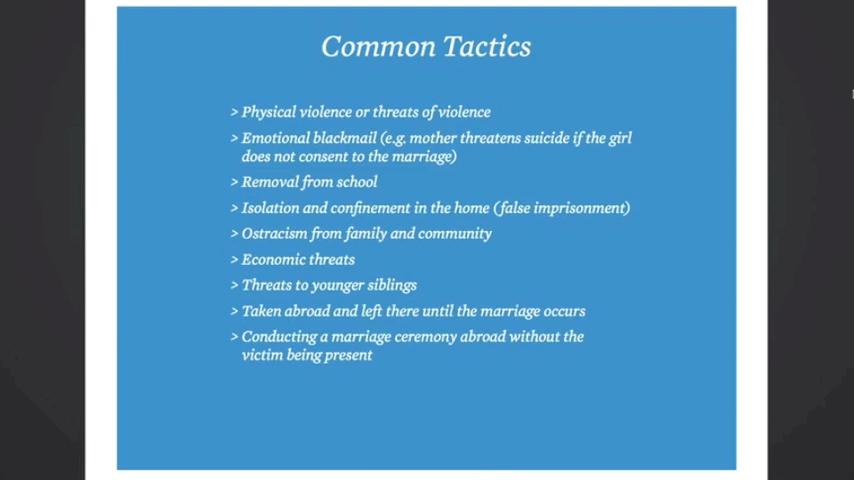 Common Tactics
> Physical violence or threats of violence
> Emotional blackmail (e.g. mother threatens suicide if the girl
does not consent to the marriage)
> Removal from school
> Isolation and confinement in the home (false imprisonment)
> Ostracism from family and community
> Economic threats
> Threats to younger siblings
> Taken abroad and left there until the marriage occurs
> Conducting a marriage ceremony abroad without the
victim being present